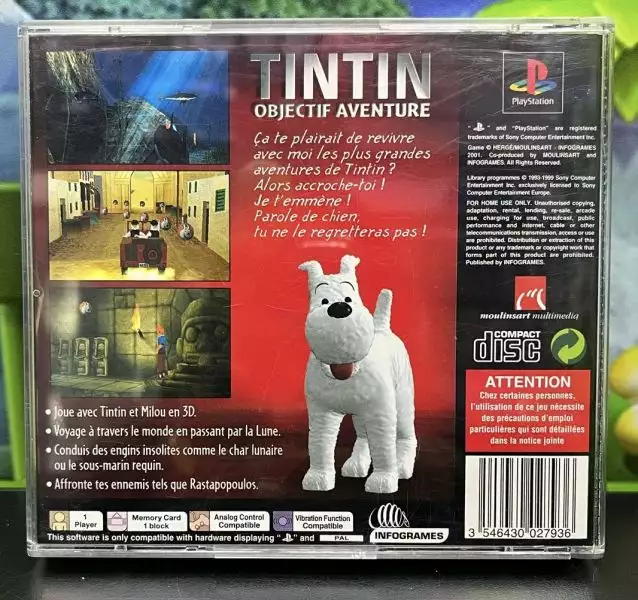 TINTIN
OBJECTIF AVENTURE
Ça te plairait de revivre
avec moi les plus grandes
aventures de Tintin ?
Alors accroche-toi !
Je t'emmène !
Parole de chien,
tu ne le regretteras pas !
• Joue avec Tintin et Milou en 3D.
• Voyage à travers le monde en passant par la Lune.
• Conduis des engins insolites comme le char lunaire
ou le sous-marin requin.
• Affronte tes ennemis tels que Rastapopoulos.
1
Player
Memory Card
1 block
Analog Control
Compatible
Vibration Function
Compatible
This software is only compatible with hardware displaying " " and PAL
INFOGRAMES
PlayStation
" " and "PlayStation" are registered
trademarks of Sony Computer Entertainment Inc.
Game © HERGÉ/MOULINSART - INFOGRAMES
2001. Co-produced by MOULINSART and
INFOGRAMES. All Rights Reserved.
Library programmes © 1993-1999 Sony Computer
Entertainment Inc. exclusively licensed to Sony
Computer Entertainment Europe.
FOR HOME USE ONLY. Unauthorised copying,
adaptation, rental, lending, re-sale, arcade
use, charging for use, broadcast, public
performance and internet, cable or other
telecommunications transmission, access or use
are prohibited. Distribution or extraction of this
product or any trademark or copyright work that
forms part of this product are prohibited.
Published by INFOGRAMES.
moulinsart multimedia
COMPACT
disc
ATTENTION
Chez certaines personnes,
l'utilisation de ce jeu nécessite
des précautions d'emploi
particulières qui sont détaillées
dans la notice jointe
3 546430 027936